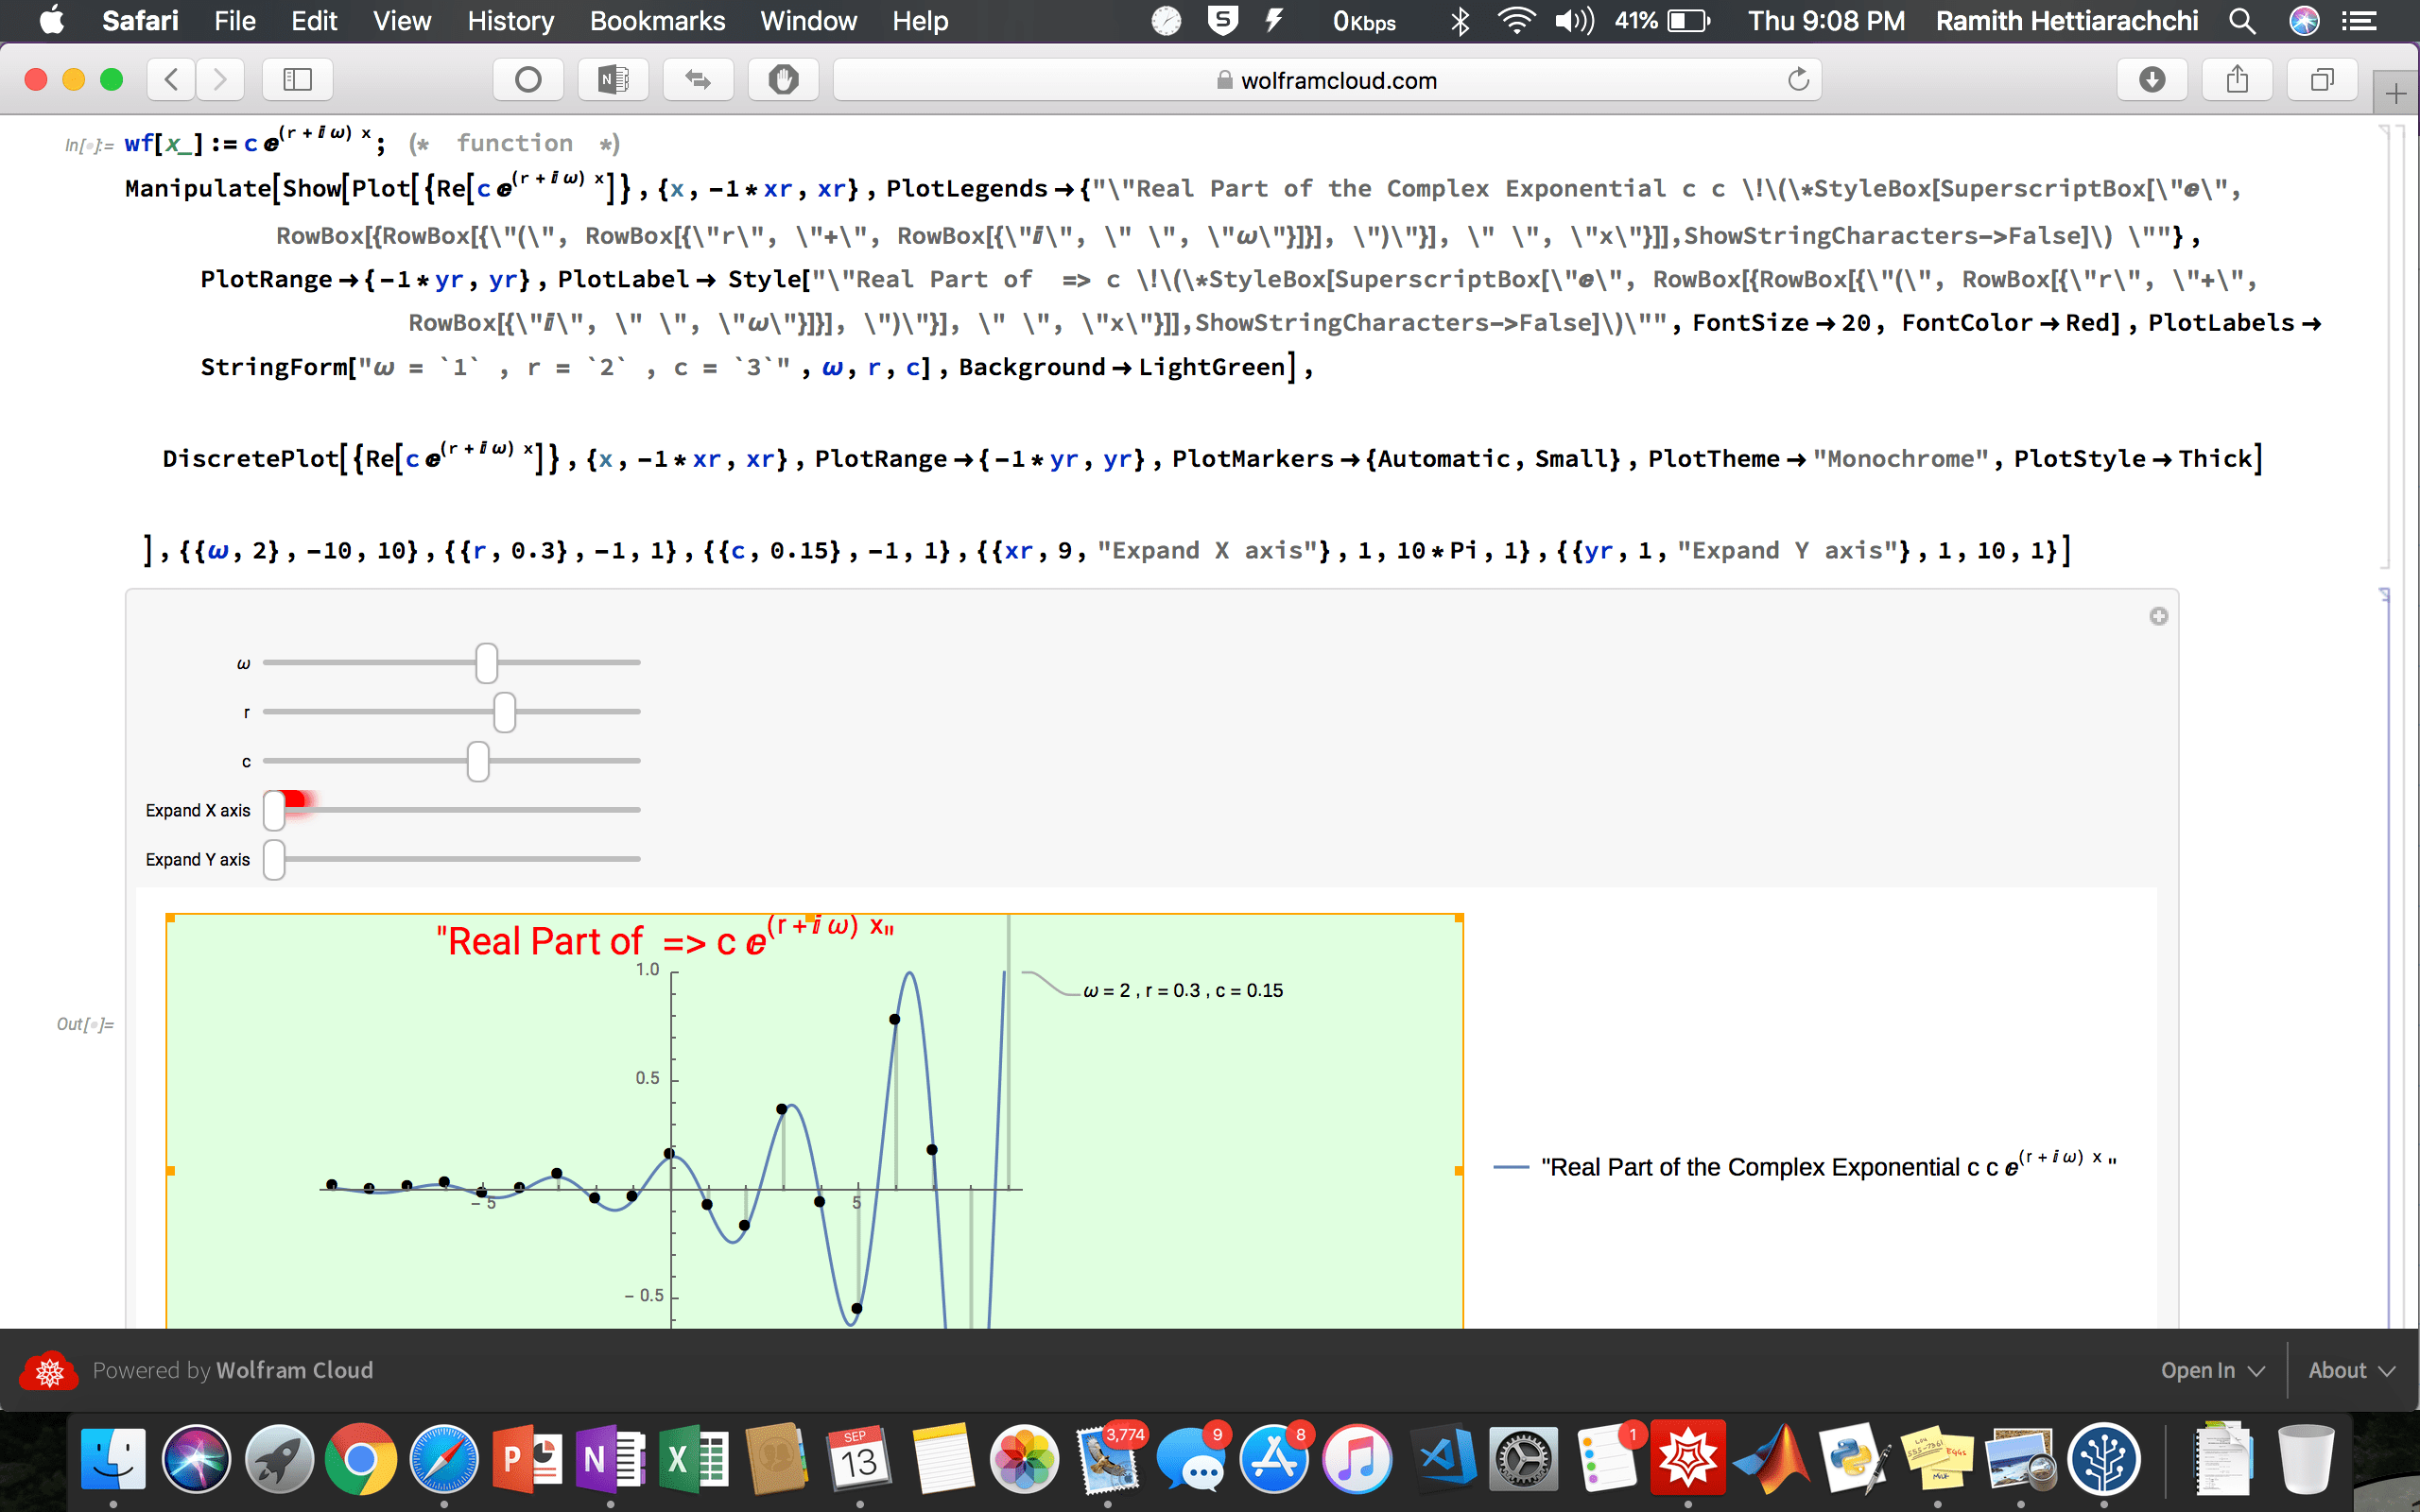 Safari File Edit View History Bookmarks Window Help S 0Kbps 41% Thu 9:08 PM Ramith Hettiarachchi
N wolframcloud.com
In[•]:= wf[x_] := c ⅇ^(r + ⅈ ω) x; (* function *)
Manipulate[Show[Plot[{Re[c ⅇ^(r + ⅈ ω) x]}, {x, -1 * xr, xr}, PlotLegends → {"\"Real Part of the Complex Exponential c c \!\(\*StyleBox[SuperscriptBox[\"ⅇ\",
RowBox[{RowBox[{\"(\", RowBox[{\"r\", \"+\", RowBox[{\"ⅈ\", \" \", \"ω\"}]}], \")\"}], \" \", \"x\"}]],ShowStringCharacters->False]\) \""},
PlotRange → {-1 * yr, yr}, PlotLabel → Style["\"Real Part of  => c \!\(\*StyleBox[SuperscriptBox[\"ⅇ\", RowBox[{RowBox[{\"(\", RowBox[{\"r\", \"+\",
RowBox[{\"ⅈ\", \" \", \"ω\"}]}], \")\"}], \" \", \"x\"}]],ShowStringCharacters->False]\)\"", FontSize → 20, FontColor → Red], PlotLabels →
StringForm["ω = `1` , r = `2` , c = `3`", ω, r, c], Background → LightGreen],
DiscretePlot[{Re[c ⅇ^(r + ⅈ ω) x]}, {x, -1 * xr, xr}, PlotRange → {-1 * yr, yr}, PlotMarkers → {Automatic, Small}, PlotTheme → "Monochrome", PlotStyle → Thick]
], {{ω, 2}, -10, 10}, {{r, 0.3}, -1, 1}, {{c, 0.15}, -1, 1}, {{xr, 9, "Expand X axis"}, 1, 10 * Pi, 1}, {{yr, 1, "Expand Y axis"}, 1, 10, 1}]
ω
r
c
Expand X axis
Expand Y axis
Out[•]=
"Real Part of => c ⅇ^(r + ⅈ ω) x"
1.0
ω = 2 , r = 0.3 , c = 0.15
0.5
"Real Part of the Complex Exponential c c ⅇ^(r + ⅈ ω) x "
-5 5
-0.5
Powered by Wolfram Cloud Open In About
P N X SEP 13 3,774 9 8 1